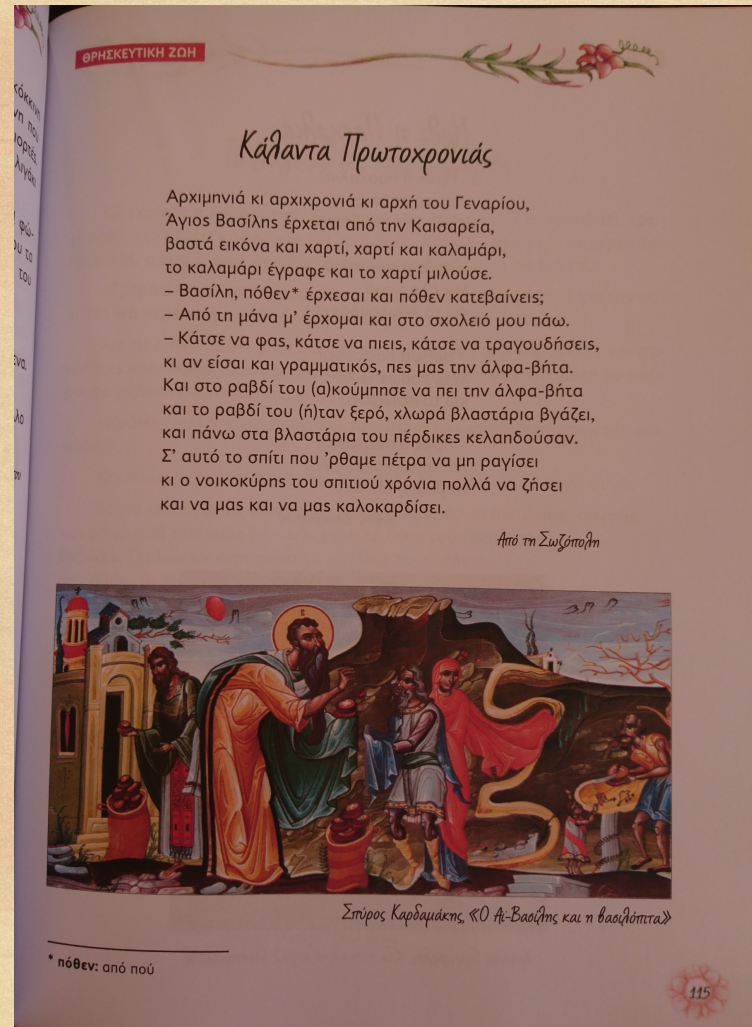 ΘΡΗΣΚΕΥΤΙΚΗ ΖΩΗ
Κάλαντα Πρωτοχρονιάς
Αρχιμηνιά κι αρχιχρονιά κι αρχή του Γεναρίου,
Άγιος Βασίλης έρχεται από την Καισαρεία,
βαστά εικόνα και χαρτί, χαρτί και καλαμάρι,
το καλαμάρι έγραφε και το χαρτί μιλούσε.
– Βασίλη, πόθεν* έρχεσαι και πόθεν κατεβαίνεις;
– Από τη μάνα μ’ έρχομαι και στο σχολειό μου πάω.
– Κάτσε να φας, κάτσε να πιεις, κάτσε να τραγουδήσεις,
κι αν είσαι και γραμματικός, πες μας την άλφα-βήτα.
Και στο ραβδί του (α)κούμπησε να πει την άλφα-βήτα
και το ραβδί του (ή)ταν ξερό, χλωρά βλαστάρια βγάζει,
και πάνω στα βλαστάρια του πέρδικες κελαηδούσαν.
Σ’ αυτό το σπίτι που ’ρθαμε πέτρα να μη ραγίσει
κι ο νοικοκύρης του σπιτιού χρόνια πολλά να ζήσει
και να μας και να μας καλοκαρδίσει.
Από τη Σωζόπολη
Σπύρος Καρδαμάκης, «Ο Αϊ-Βασίλης και η βασιλόπιτα»
* πόθεν: από πού
115